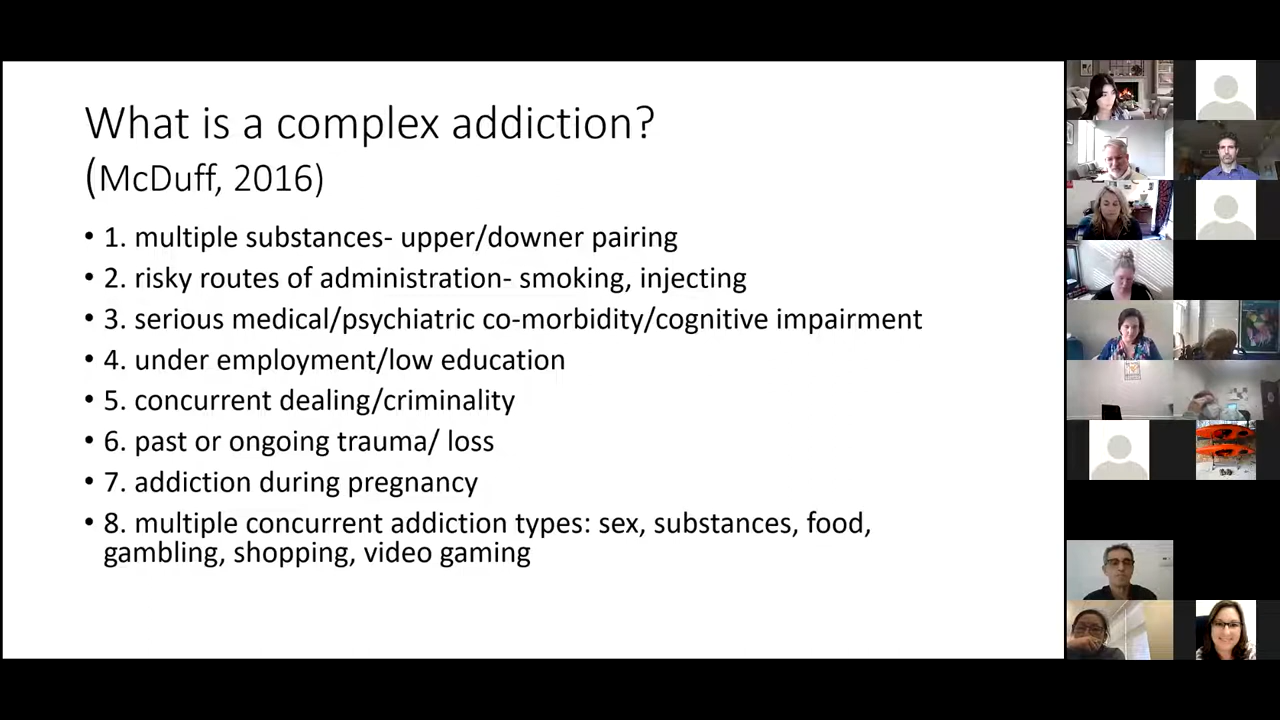 What is a complex addiction?
(McDuff, 2016)
• 1. multiple substances- upper/downer pairing
• 2. risky routes of administration- smoking, injecting
• 3. serious medical/psychiatric co-morbidity/cognitive impairment
• 4. under employment/low education
• 5. concurrent dealing/criminality
• 6. past or ongoing trauma/ loss
• 7. addiction during pregnancy
• 8. multiple concurrent addiction types: sex, substances, food,
gambling, shopping, video gaming